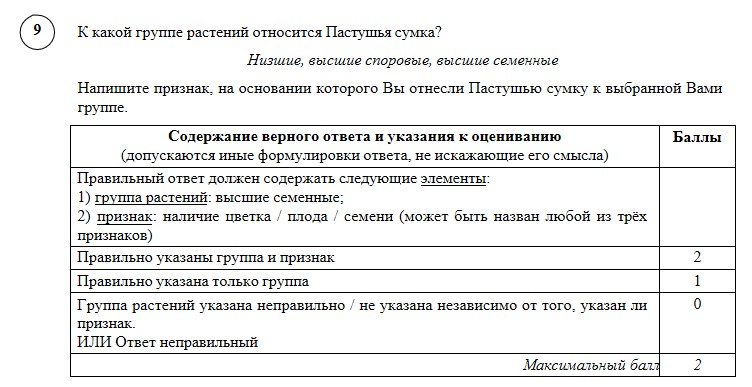 9
К какой группе растений относится Пастушья сумка?
Низшие, высшие споровые, высшие семенные
Напишите признак, на основании которого Вы отнесли Пастушью сумку к выбранной Вами
группе.
Содержание верного ответа и указания к оцениванию
(допускаются иные формулировки ответа, не искажающие его смысла)
Баллы
Правильный ответ должен содержать следующие элементы:
1) группа растений: высшие семенные;
2) признак: наличие цветка / плода / семени (может быть назван любой из трёх
признаков)
Правильно указаны группа и признак
2
Правильно указана только группа
1
Группа растений указана неправильно / не указана независимо от того, указан ли
признак.
ИЛИ Ответ неправильный
0
Максимальный балл
2